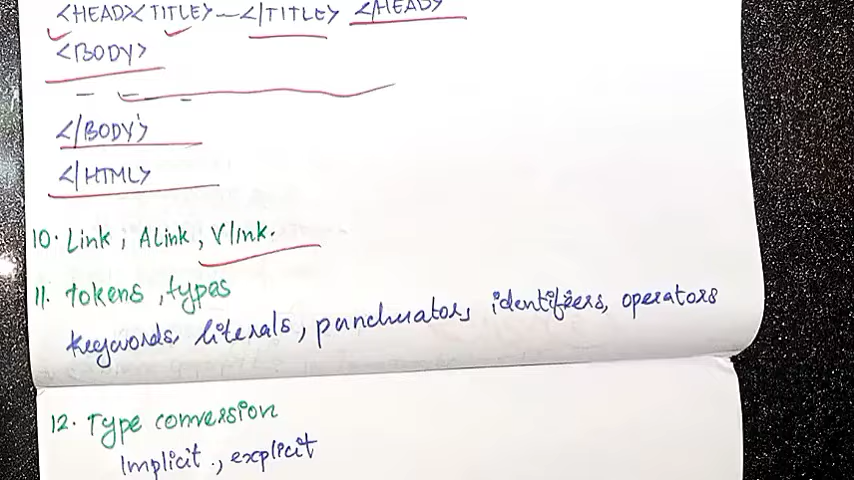 <HEAD><TITLE>—</TITLE> </HEAD>
<BODY>
— — —
</BODY>
</HTML>
10. Link, ALink, Vlink.
11. tokens, types
keywords, literals, punchuators, identifiers, operators
12. Type conversion
Implicit, explicit